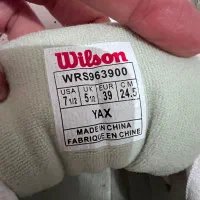 Wilson
WRS963900
USA UK EUR CM
7 1/2 5 1/2 39 24.5
YAX
MADE IN CHINA
FABRIQUE EN CHINE